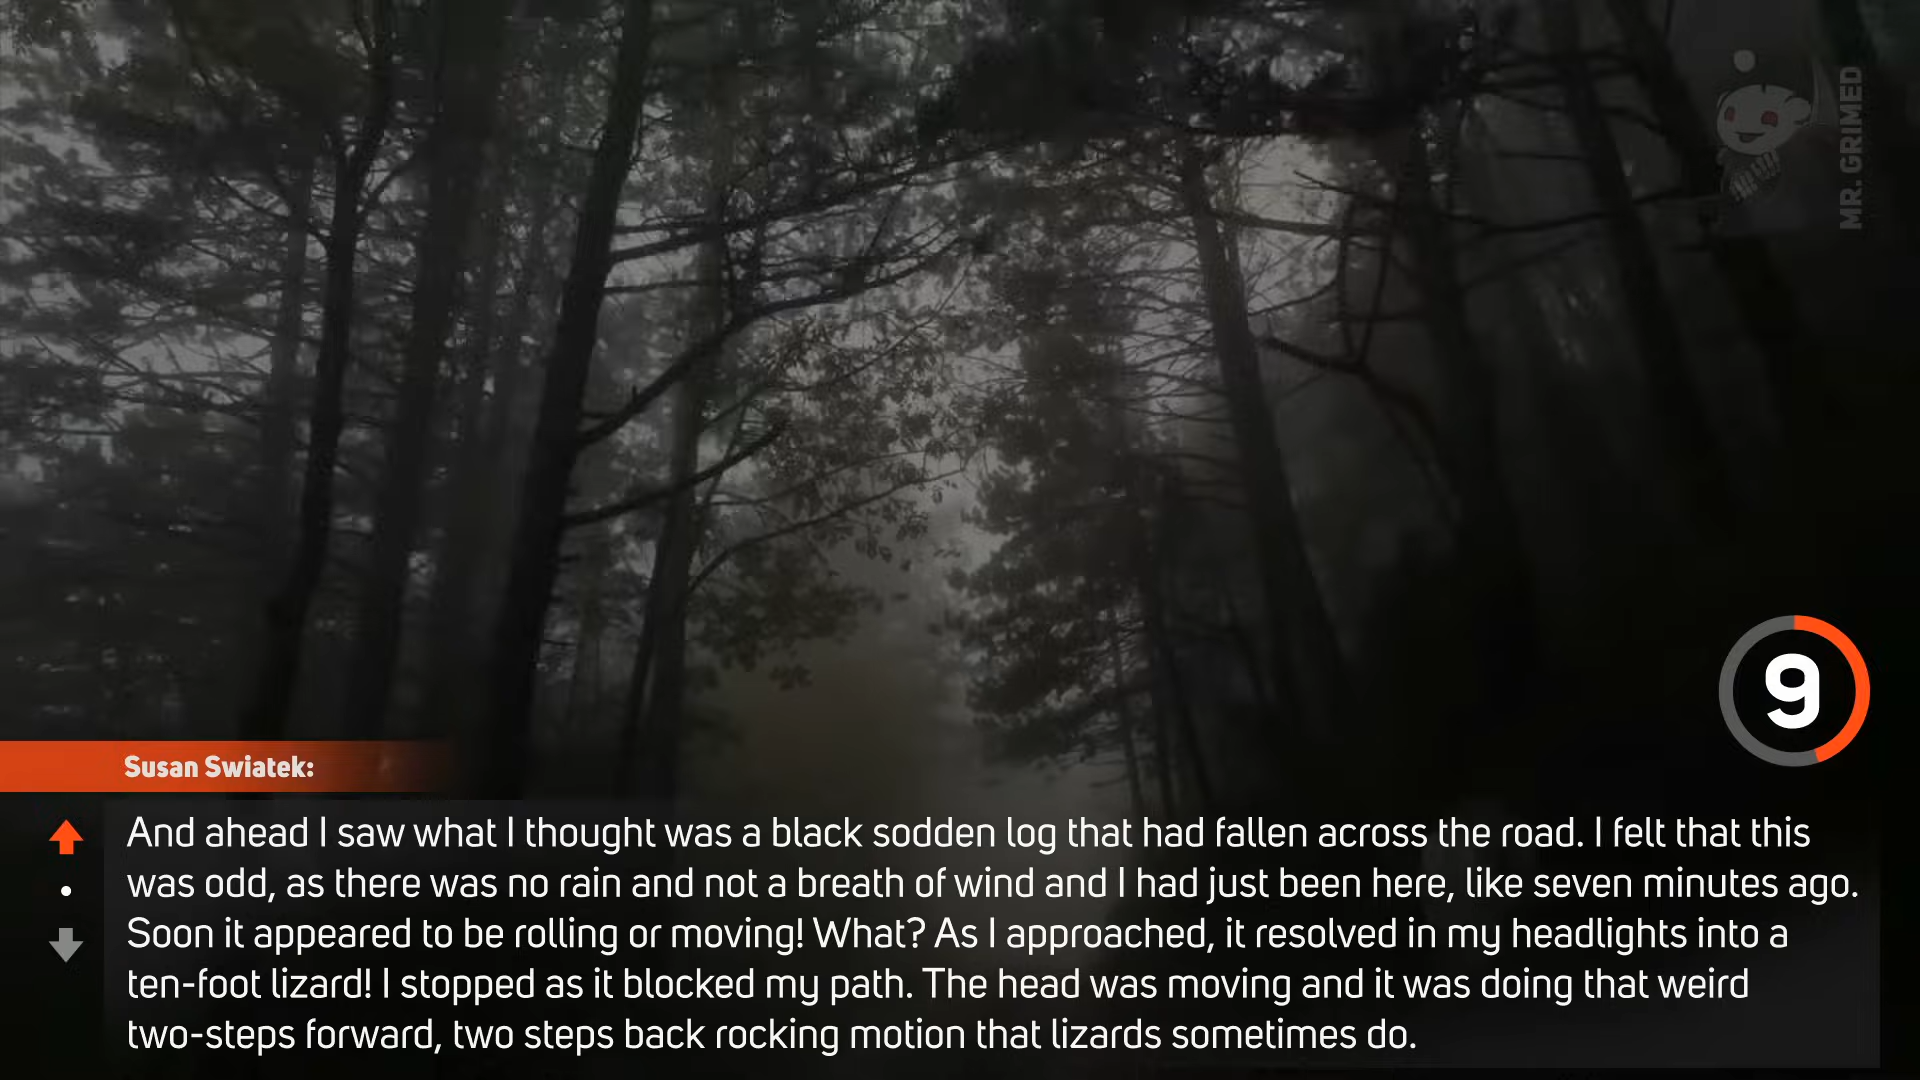 MR. GRIMED
9
Susan Swiatek:
And ahead I saw what I thought was a black sodden log that had fallen across the road. I felt that this
was odd, as there was no rain and not a breath of wind and I had just been here, like seven minutes ago.
Soon it appeared to be rolling or moving! What? As I approached, it resolved in my headlights into a
ten-foot lizard! I stopped as it blocked my path. The head was moving and it was doing that weird
two-steps forward, two steps back rocking motion that lizards sometimes do.